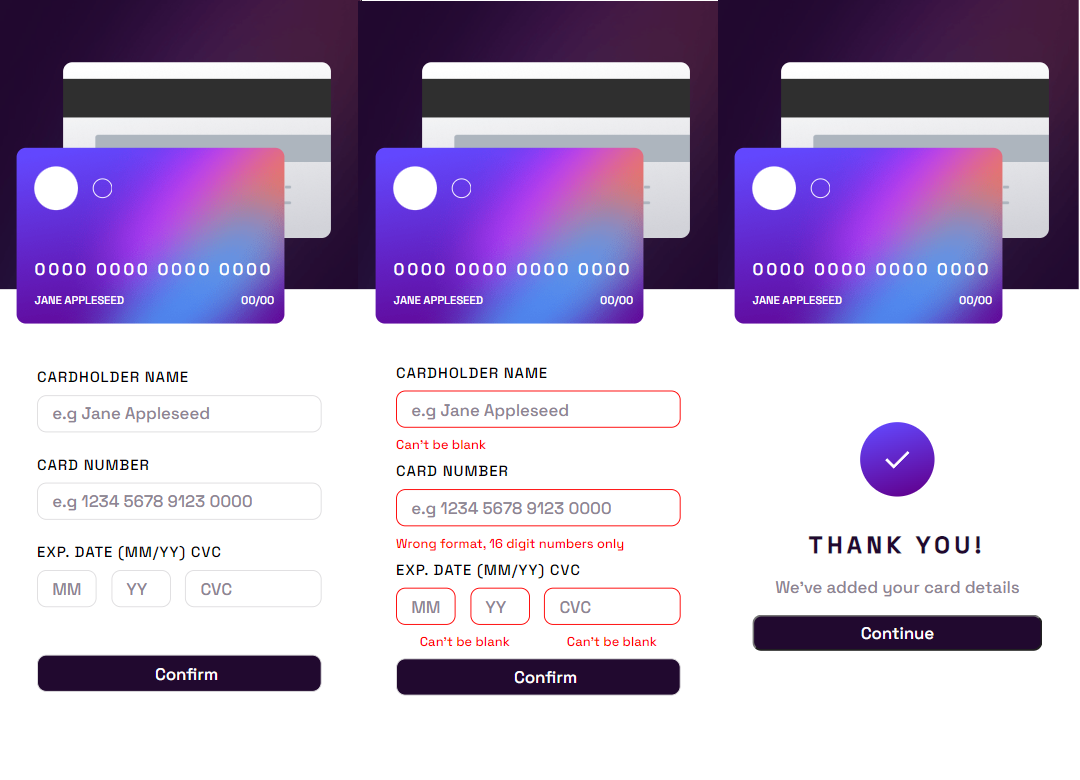 0000 0000 0000 0000
JANE APPLESEED 00/00
CARDHOLDER NAME
e.g Jane Appleseed
CARD NUMBER
e.g 1234 5678 9123 0000
EXP. DATE (MM/YY) CVC
MM YY CVC
Confirm
0000 0000 0000 0000
JANE APPLESEED 00/00
CARDHOLDER NAME
e.g Jane Appleseed
Can't be blank
CARD NUMBER
e.g 1234 5678 9123 0000
Wrong format, 16 digit numbers only
EXP. DATE (MM/YY) CVC
MM YY CVC
Can't be blank Can't be blank
Confirm
0000 0000 0000 0000
JANE APPLESEED 00/00
THANK YOU!
We've added your card details
Continue